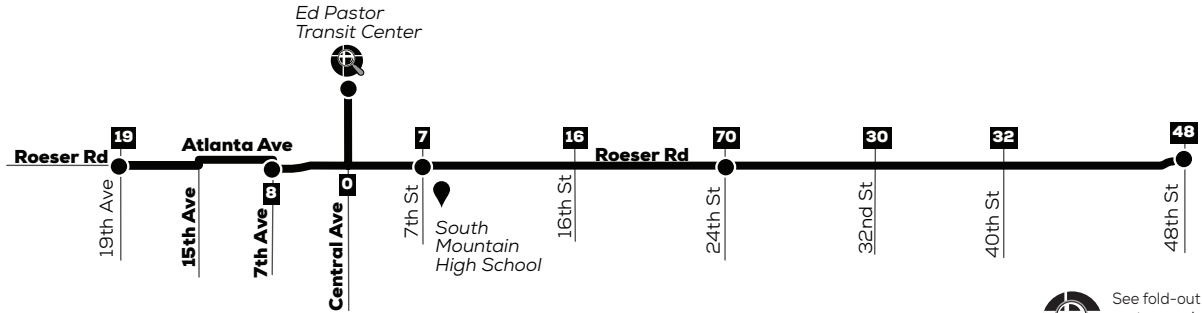 Ed Pastor
Transit Center
19
Roeser Rd
Atlanta Ave
7
16
Roeser Rd
70
30
32
48
8
0
19th Ave
15th Ave
7th Ave
Central Ave
7th St
South
Mountain
High School
16th St
24th St
32nd St
40th St
48th St
See fold-out